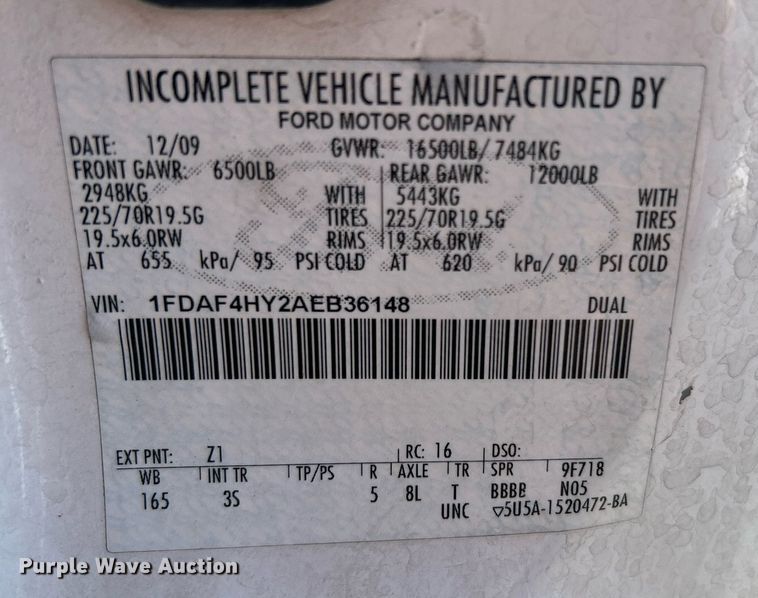 INCOMPLETE VEHICLE MANUFACTURED BY
FORD MOTOR COMPANY
DATE: 12/09 GVWR: 16500LB/ 7484KG
FRONT GAWR: 6500LB REAR GAWR: 12000LB
2948KG WITH 5443KG WITH
225/70R19.5G TIRES 225/70R19.5G TIRES
19.5x6.0RW RIMS 19.5x6.0RW RIMS
AT 655 kPa/ 95 PSI COLD AT 620 kPa/ 90 PSI COLD
VIN: 1FDAF4HY2AEB36148 DUAL
EXT PNT: Z1 RC: 16 DSO:
WB INT TR TP/PS R AXLE TR SPR 9F718
165 3S 5 8L T BBBB N05
UNC ▽5U5A-1520472-BA
Purple Wave Auction